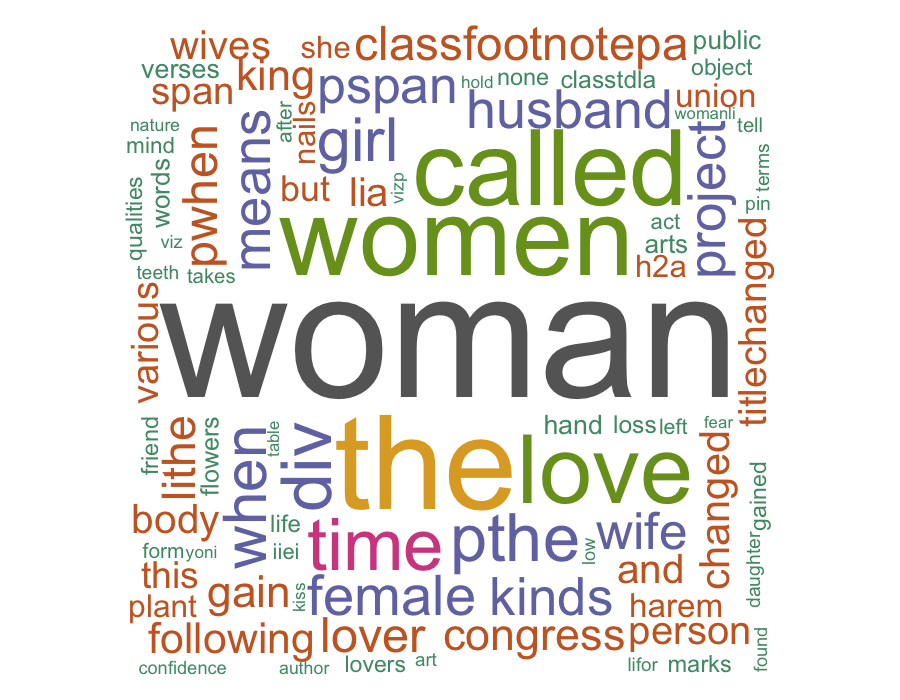 wives
she
classfootnotepa
public
verses
king
pspan
hold
none
classtdla
object
span
nails
husband
union
womanli
nature
mind
pwhen
means
after
girl
called
project
tell
terms
qualities
words
but
lia
vizp
viz
women
act
arts
pin
teeth
takes
h2a
titlechanged
various
woman
friend
lithe
flowers
when
table
div
the
love
hand
loss
left
fear
changed
gained
body
life
time
pthe
low
wife
form
yoni
iiei
this
gain
kiss
female
kinds
and
daughter
plant
harem
following
lover
congress
person
found
confidence
author
lovers
art
lifor
marks